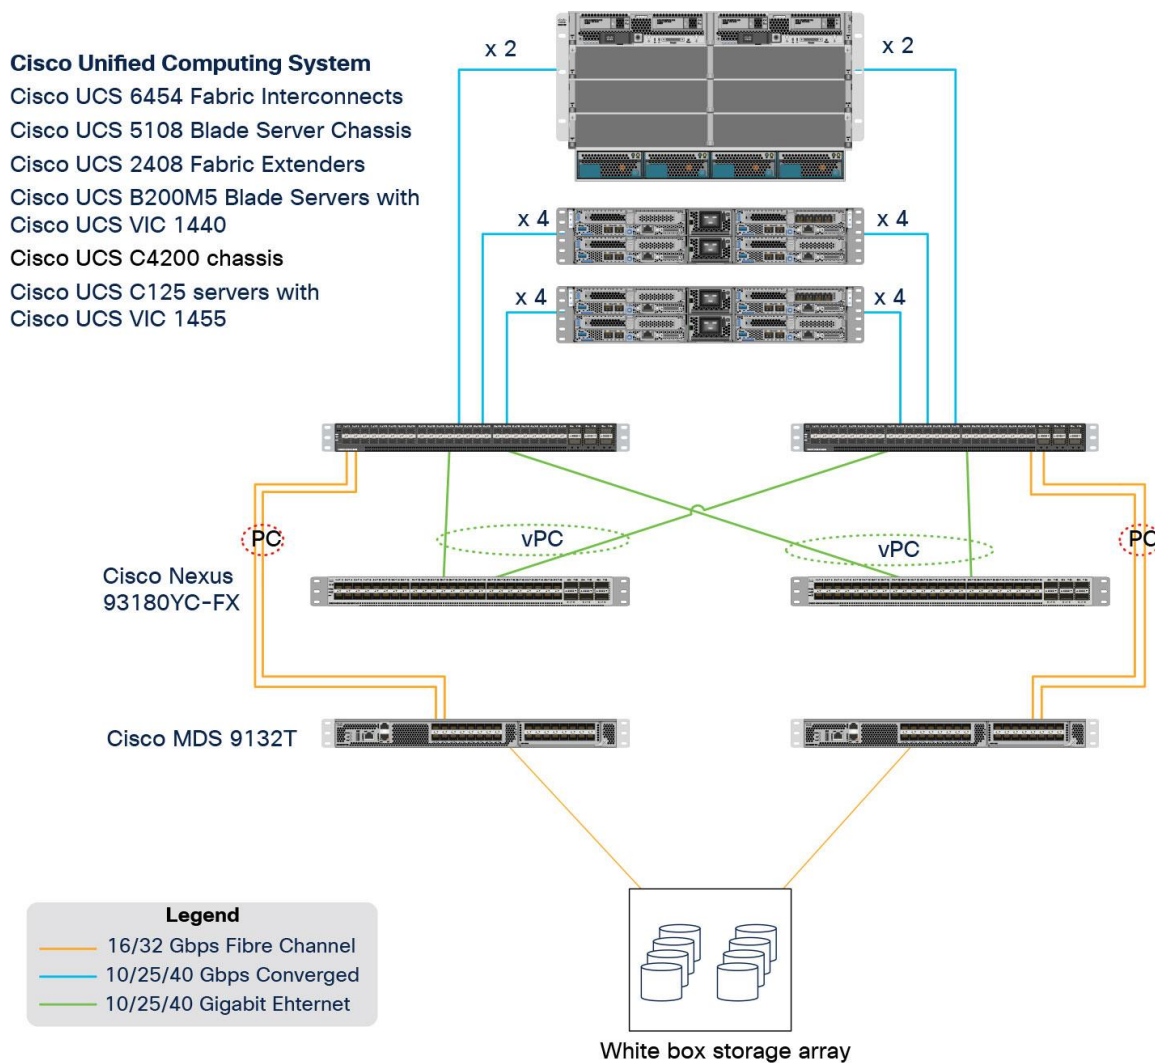 Cisco Unified Computing System
Cisco UCS 6454 Fabric Interconnects
Cisco UCS 5108 Blade Server Chassis
Cisco UCS 2408 Fabric Extenders
Cisco UCS B200M5 Blade Servers with
Cisco UCS VIC 1440
Cisco UCS C4200 chassis
Cisco UCS C125 servers with
Cisco UCS VIC 1455
x 2
x 2
x 4
x 4
x 4
x 4
PC
vPC
vPC
PC
Cisco Nexus
93180YC-FX
Cisco MDS 9132T
Legend
16/32 Gbps Fibre Channel
10/25/40 Gbps Converged
10/25/40 Gigabit Ehternet
White box storage array